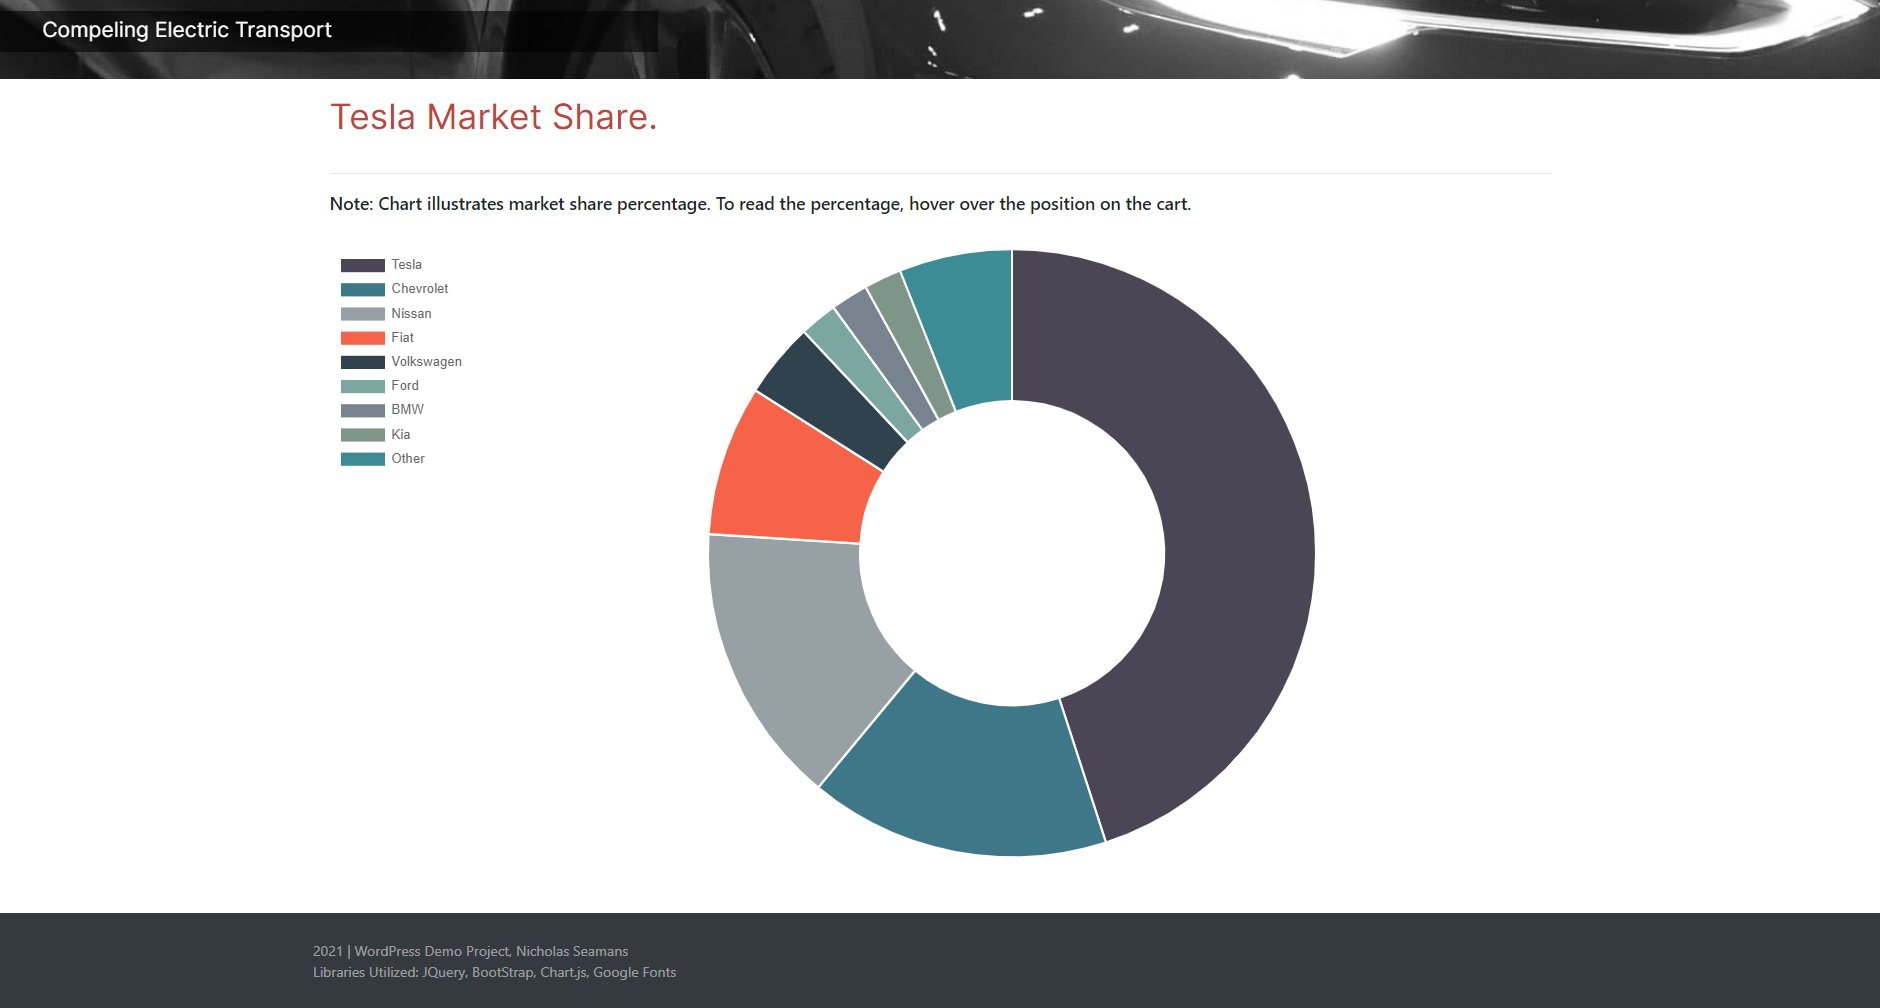 Compeling Electric Transport
Tesla Market Share.
Note: Chart illustrates market share percentage. To read the percentage, hover over the position on the cart.
Tesla
Chevrolet
Nissan
Fiat
Volkswagen
Ford
BMW
Kia
Other
2021 | WordPress Demo Project, Nicholas Seamans
Libraries Utilized: JQuery, BootStrap, Chart.js, Google Fonts